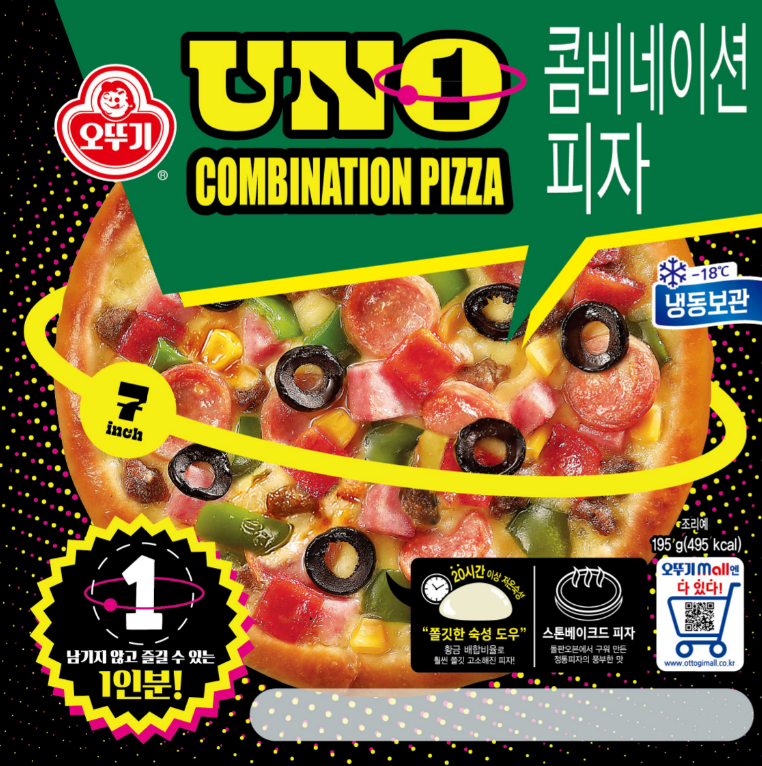 UNO
1
COMBINATION PIZZA
콤비네이션
피자
오뚜기
®
-18℃
냉동보관
7
inch
조리예
195 g(495 kcal)
1
남기지 않고 즐길 수 있는
1인분!
20시간 이상 저온숙성
“쫄깃한 숙성 도우”
황금 배합비율로
훨씬 쫄깃 고소해진 피자!
스톤베이크드 피자
돌판오븐에서 구워 만든
정통피자의 풍부한 맛
오뚜기mall엔
다 있다!
www.ottogimall.co.kr